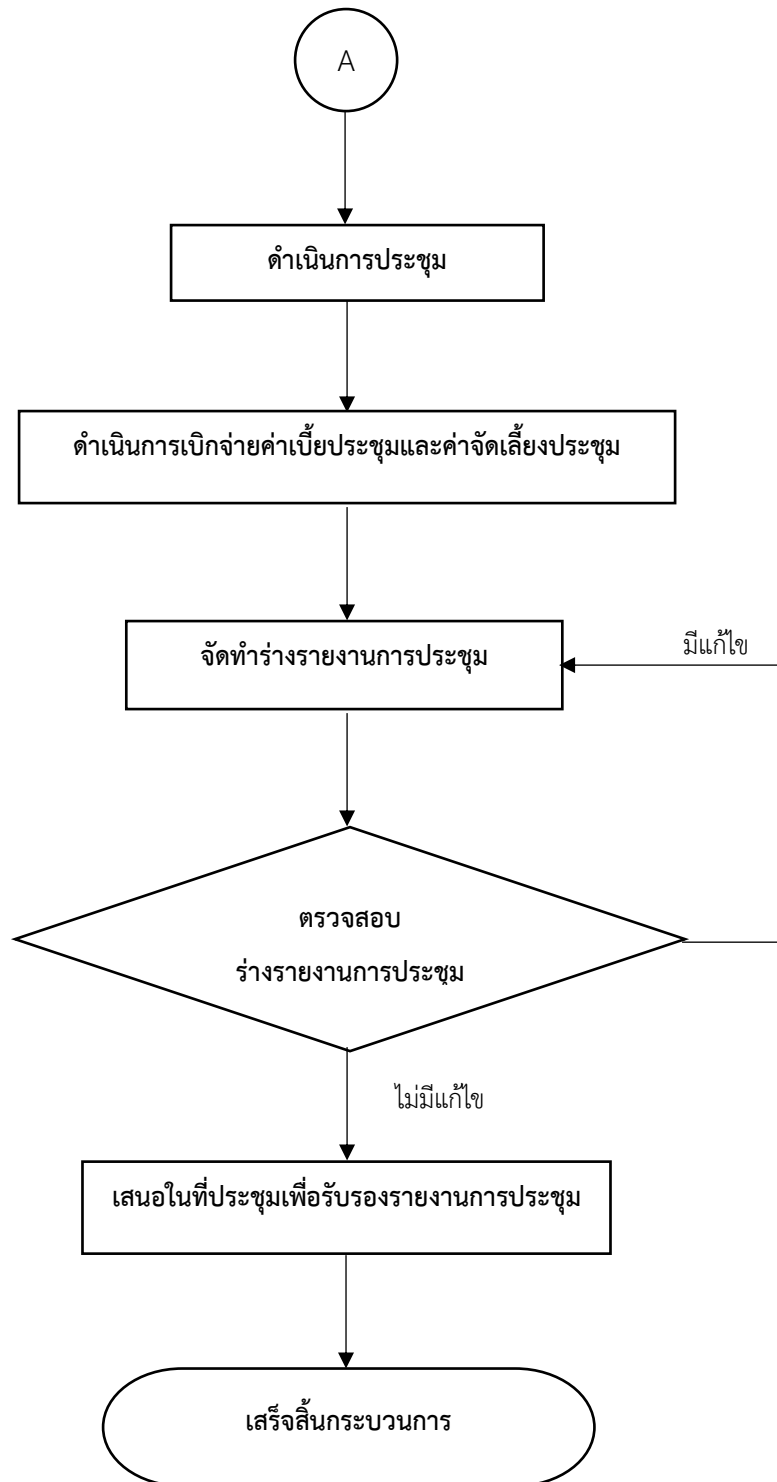 A
ดำเนินการประชุม
ดำเนินการเบิกจ่ายค่าเบี้ยประชุมและค่าจัดเลี้ยงประชุม
จัดทำร่างรายงานการประชุม
มีแก้ไข
ตรวจสอบ
ร่างรายงานการประชุม
ไม่มีแก้ไข
เสนอในที่ประชุมเพื่อรับรองรายงานการประชุม
เสร็จสิ้นกระบวนการ